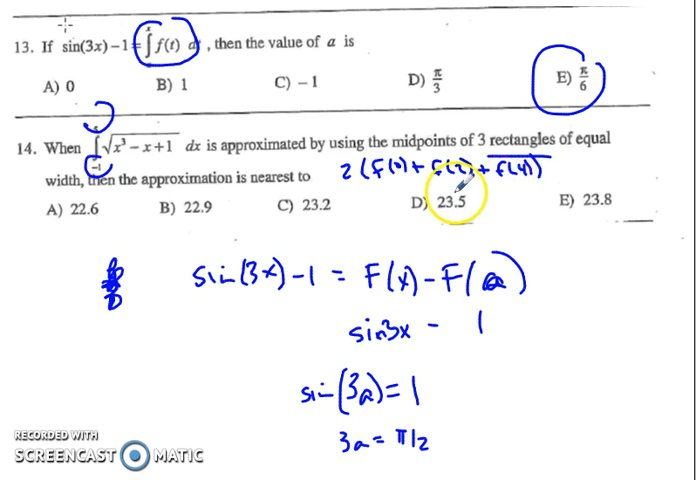 13. If sin(3x) – 1 = ∫ f(t) dt , then the value of a is
A) 0 B) 1 C) – 1 D) π/3 E) π/6
14. When ∫₋₁ √x³ – x + 1 dx is approximated by using the midpoints of 3 rectangles of equal
width, then the approximation is nearest to 2(f(0) + f(2) + f(4))
A) 22.6 B) 22.9 C) 23.2 D) 23.5 E) 23.8
sin(3x) – 1 = F(x) – F(a)
sin3x – 1
sin(3a) = 1
3a = π/2
RECORDED WITH
SCREENCAST MATIC